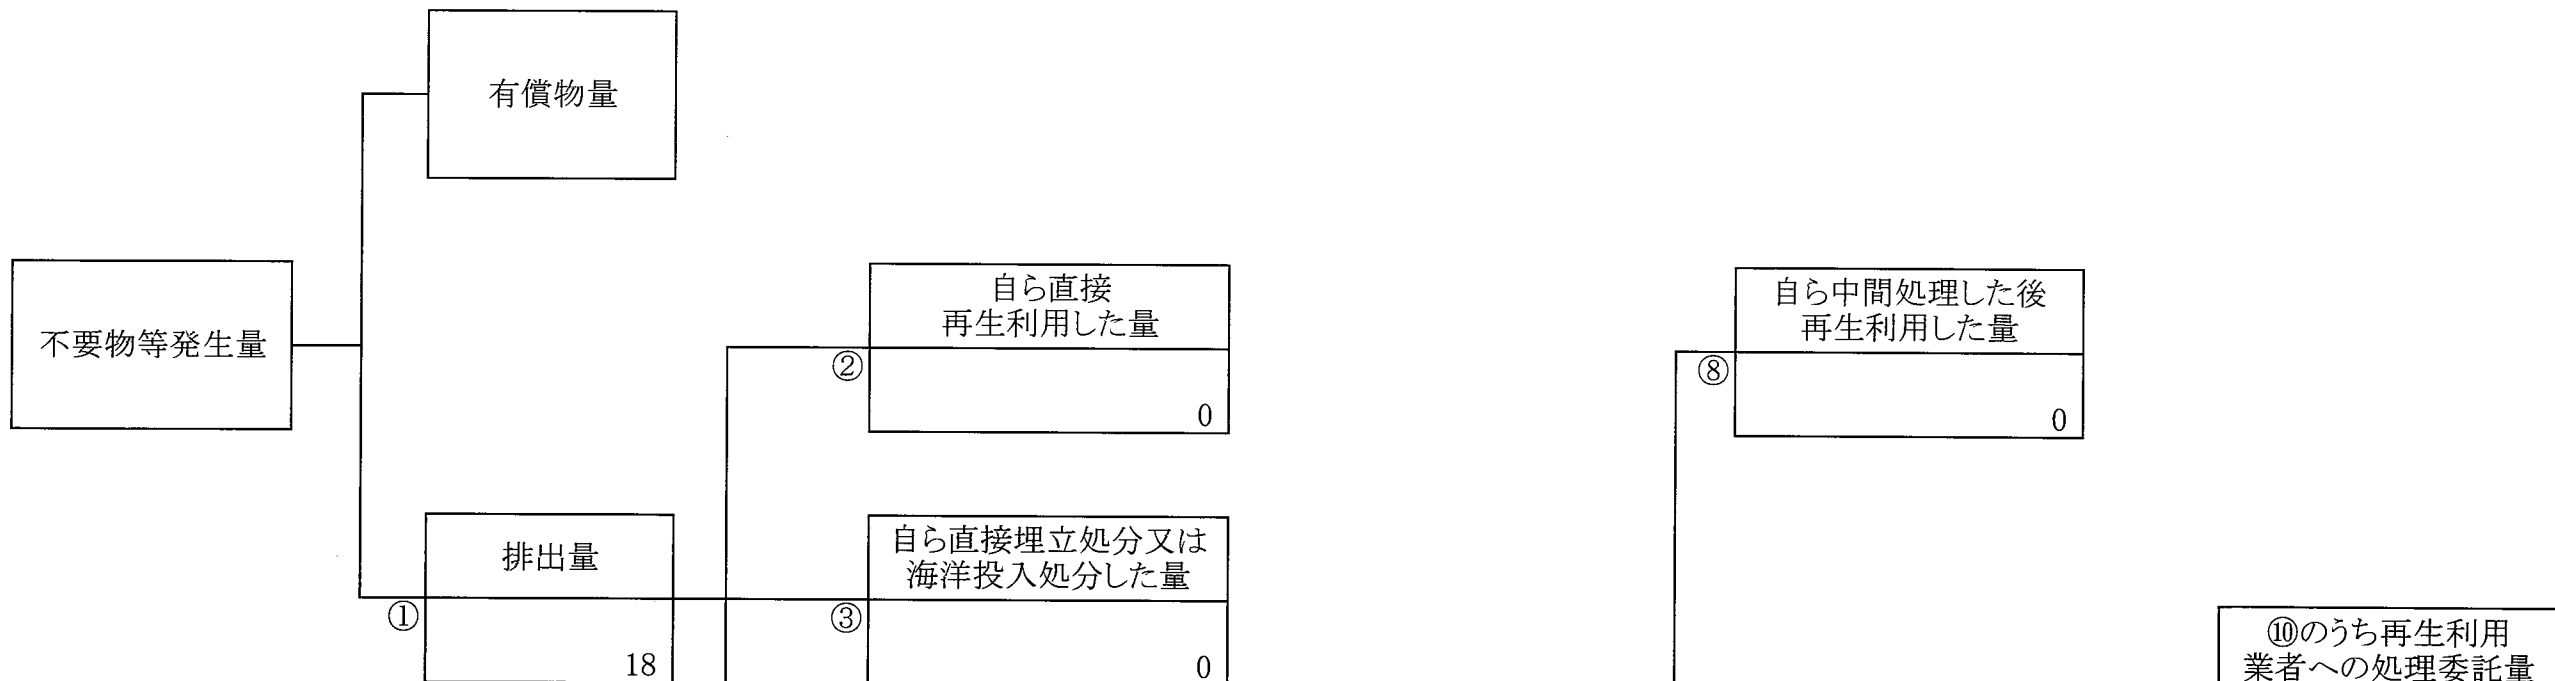 有償物量
不要物等発生量
自ら直接
再生利用した量
②
0
自ら中間処理した後
再生利用した量
⑧
0
排出量
①
18
自ら直接埋立処分又は
海洋投入処分した量
③
0
⑩のうち再生利用
業者への処理委託量